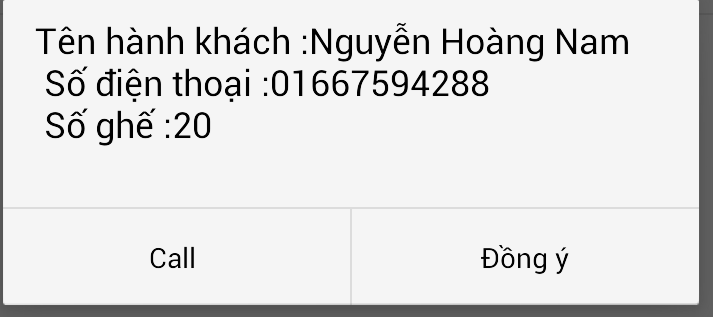 Tên hành khách :Nguyễn Hoàng Nam
Số điện thoại :01667594288
Số ghế :20
Call
Đồng ý